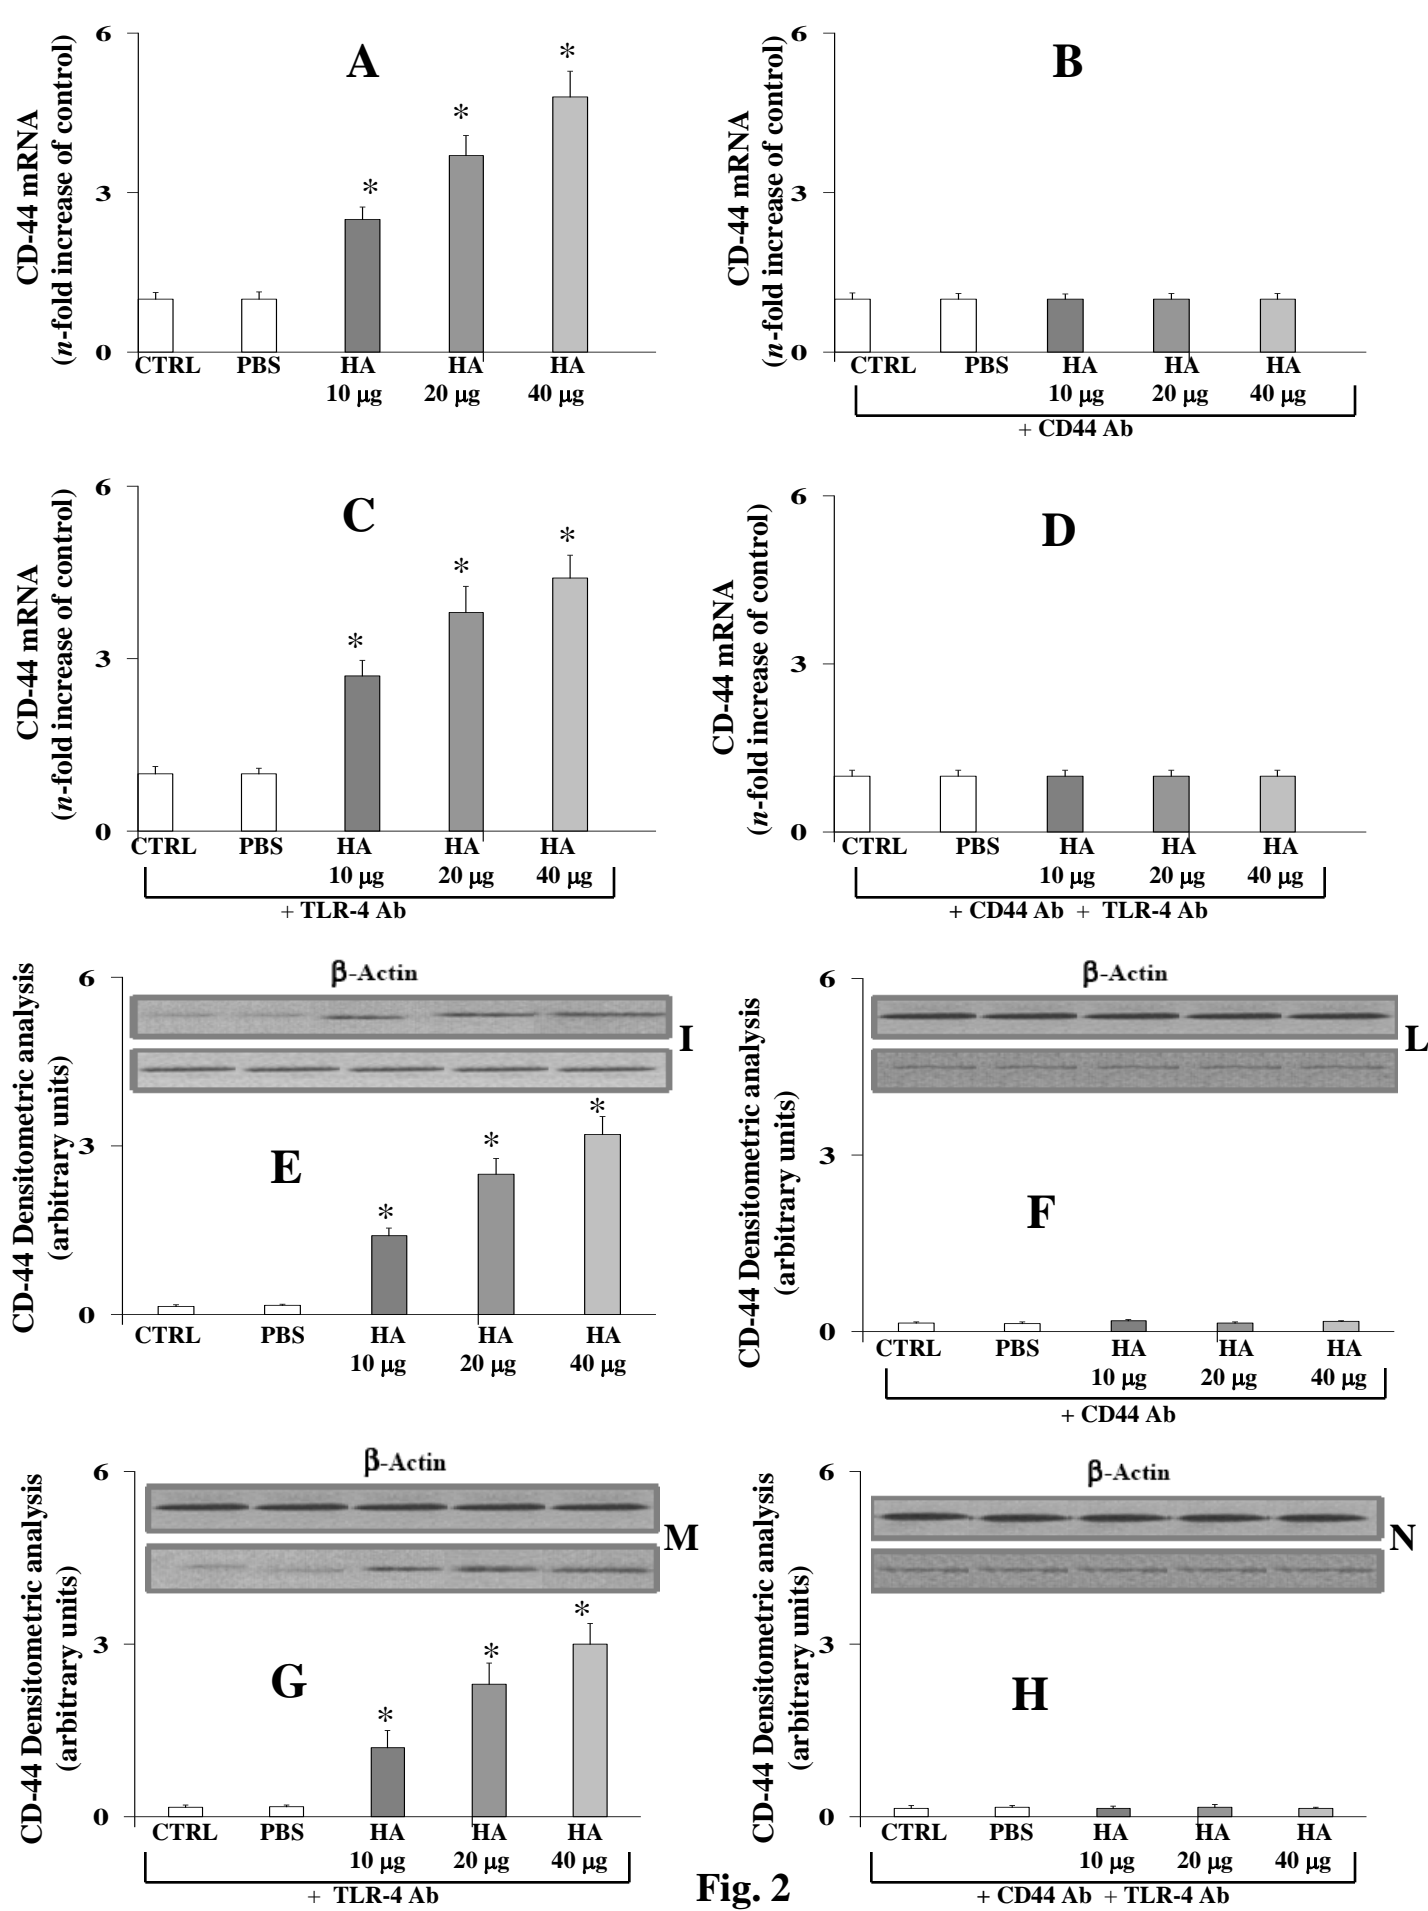 A
CD-44 mRNA
(n-fold increase of control)
6
3
0
* * *
CTRL PBS HA HA HA
10 μg 20 μg 40 μg
B
CD-44 mRNA
(n-fold increase of control)
6
3
0
CTRL PBS HA HA HA
10 μg 20 μg 40 μg
+ CD44 Ab
C
CD-44 mRNA
(n-fold increase of control)
6
3
0
* * *
CTRL PBS HA HA HA
10 μg 20 μg 40 μg
+ TLR-4 Ab
D
CD-44 mRNA
(n-fold increase of control)
6
3
0
CTRL PBS HA HA HA
10 μg 20 μg 40 μg
+ CD44 Ab + TLR-4 Ab
β-Actin
I
E
CD-44 Densitometric analysis
(arbitrary units)
6
3
0
* * *
CTRL PBS HA HA HA
10 μg 20 μg 40 μg
β-Actin
L
F
CD-44 Densitometric analysis
(arbitrary units)
6
3
0
CTRL PBS HA HA HA
10 μg 20 μg 40 μg
+ CD44 Ab
β-Actin
M
G
CD-44 Densitometric analysis
(arbitrary units)
6
3
0
* * *
CTRL PBS HA HA HA
10 μg 20 μg 40 μg
+ TLR-4 Ab
β-Actin
N
H
CD-44 Densitometric analysis
(arbitrary units)
6
3
0
CTRL PBS HA HA HA
10 μg 20 μg 40 μg
+ CD44 Ab + TLR-4 Ab
Fig. 2